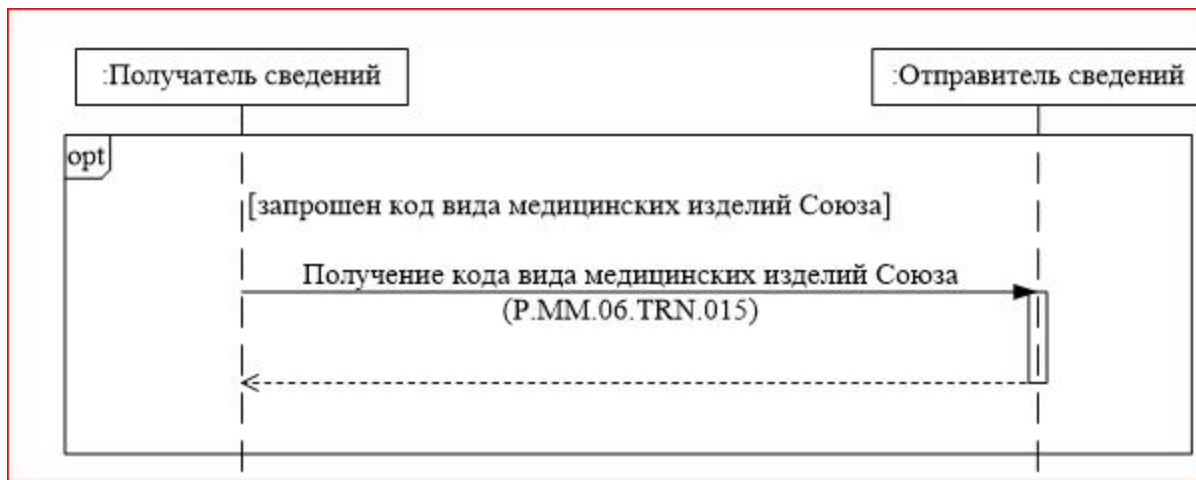 :Получатель сведений
:Отправитель сведений
opt
[запрошен код вида медицинских изделий Союза]
Получение кода вида медицинских изделий Союза
(P.MM.06.TRN.015)